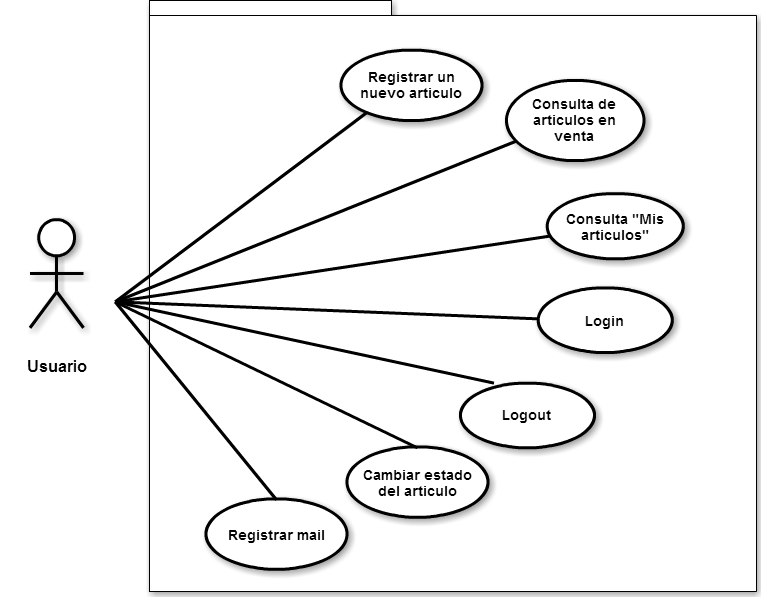 Registrar un
nuevo articulo
Consulta de
articulos en
venta
Consulta "Mis
articulos"
Login
Usuario
Logout
Cambiar estado
del articulo
Registrar mail